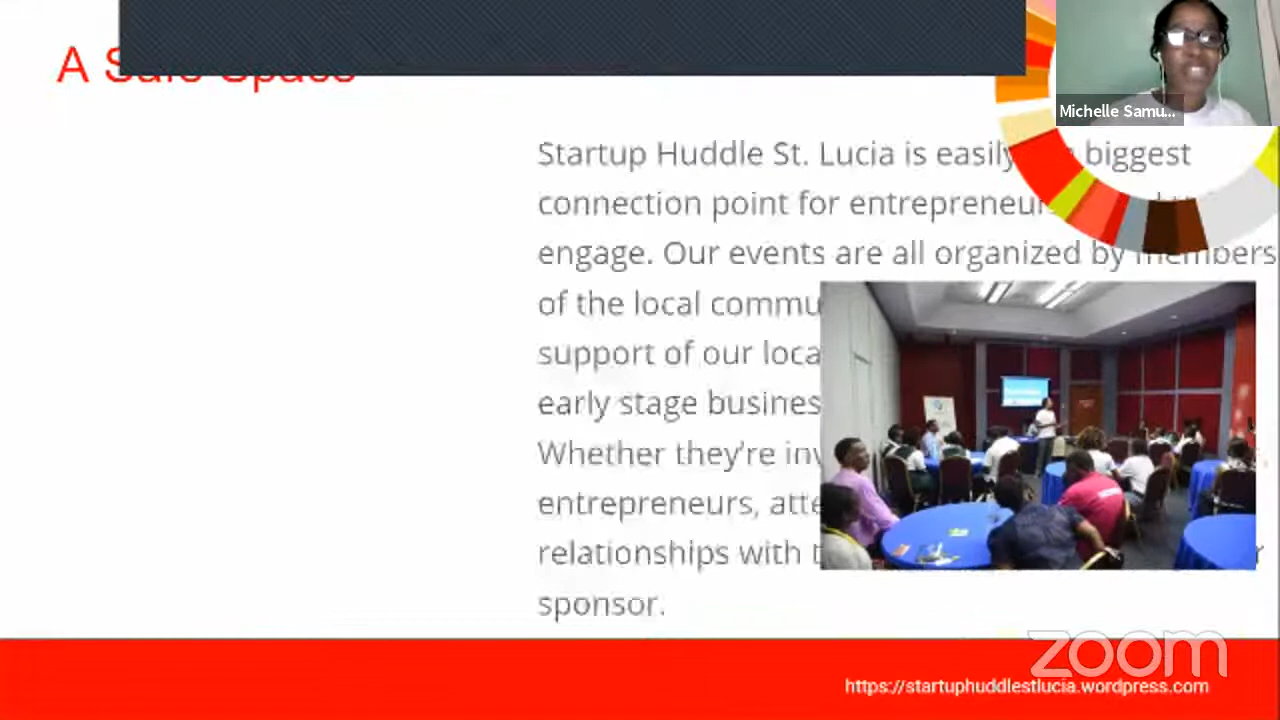 A Safe Space
Michelle Samu...
Startup Huddle St. Lucia is easily biggest
connection point for entrepreneur
engage. Our events are all organized by members
of the local commu
support of our loca
early stage busines
Whether they're inv
entrepreneurs, atte
relationships with t
sponsor.
zoom
https://startuphuddlestlucia.wordpress.com